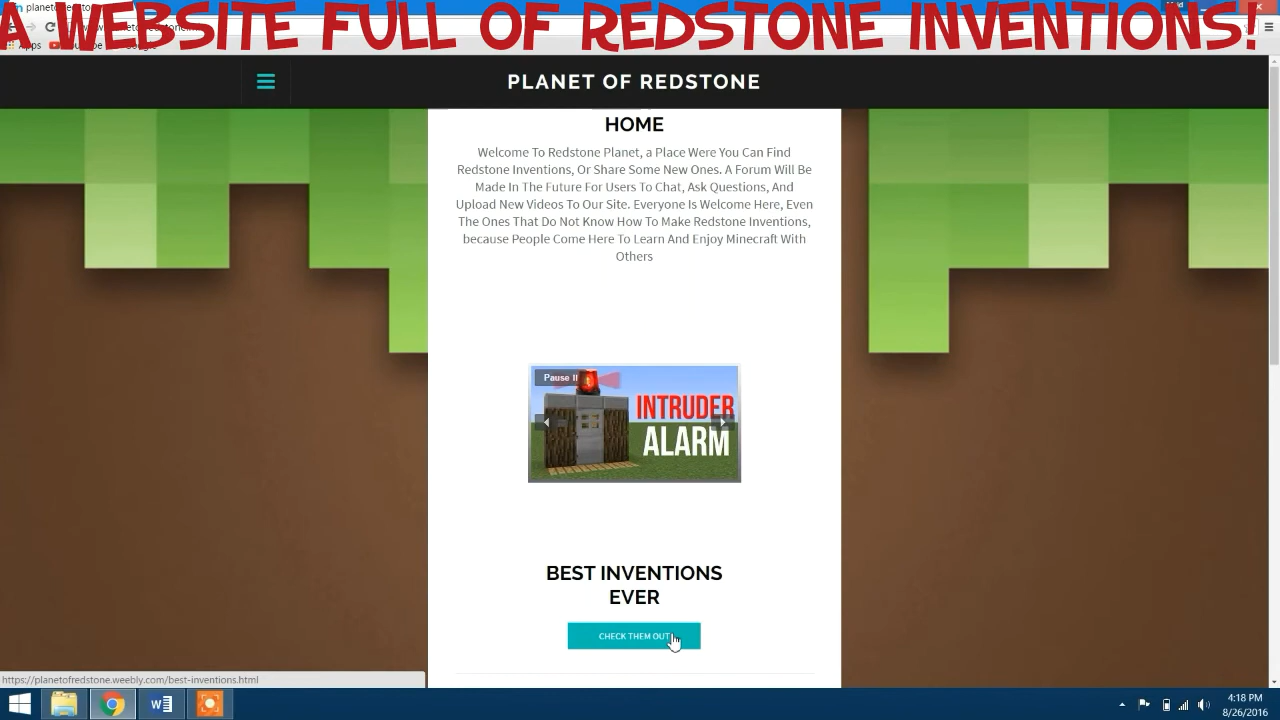 A WEBSITE FULL OF REDSTONE INVENTIONS!
Apps
PLANET OF REDSTONE
HOME
Welcome To Redstone Planet, a Place Were You Can Find
Redstone Inventions, Or Share Some New Ones. A Forum Will Be
Made In The Future For Users To Chat, Ask Questions, And
Upload New Videos To Our Site. Everyone Is Welcome Here, Even
The Ones That Do Not Know How To Make Redstone Inventions,
because People Come Here To Learn And Enjoy Minecraft With
Others
Pause
INTRUDER
ALARM
BEST INVENTIONS
EVER
CHECK THEM OUT
https://planetofredstone.weebly.com/best-inventions.html
4:18 PM
8/26/2016